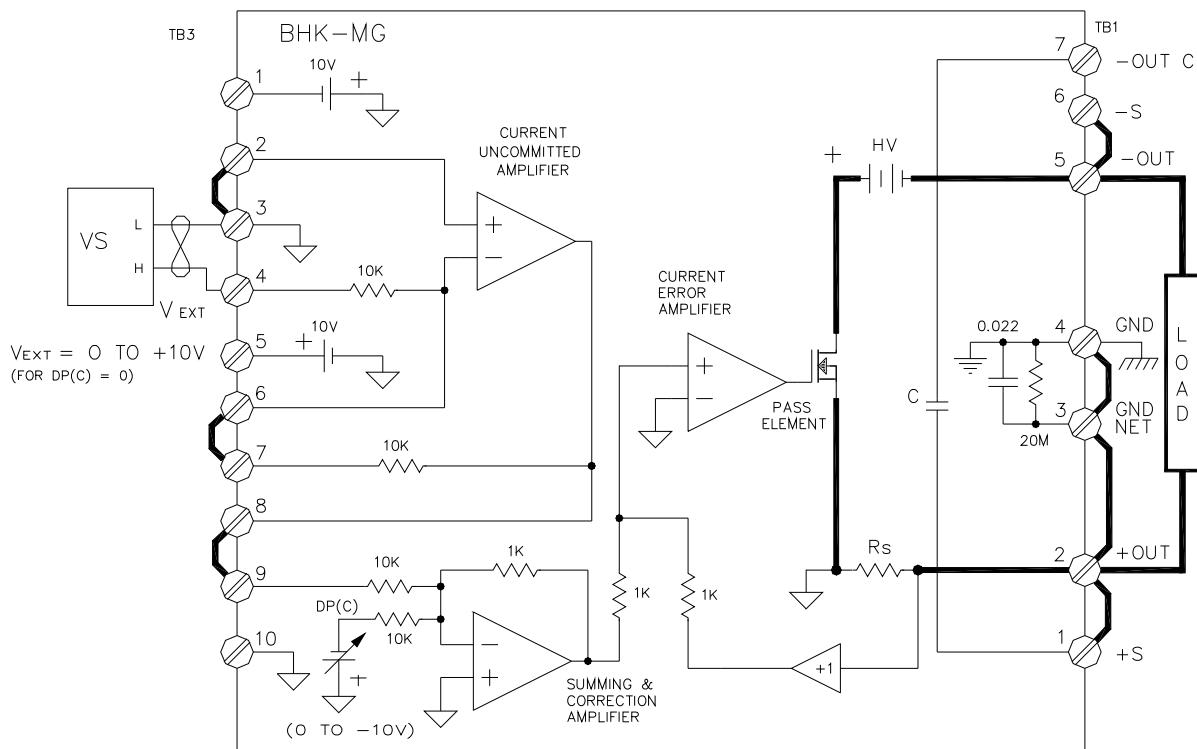 TB3
BHK-MG
TB1
1
10V
+
7
-OUT C
6
-S
2
CURRENT
UNCOMMITTED
AMPLIFIER
+
HV
5
-OUT
VS
L
H
3
+
-
4
10K
V EXT
CURRENT
ERROR
AMPLIFIER
VEXT = 0 TO +10V
(FOR DP(C) = 0)
5
+
10V
0.022
4
GND
LOAD
6
+
-
PASS
ELEMENT
C
20M
3
GND
NET
7
10K
8
9
10K
1K
DP(C)
10K
1K
1K
Rs
2
+OUT
10
+
-
+
+1
1
+S
SUMMING &
CORRECTION
AMPLIFIER
(0 TO -10V)